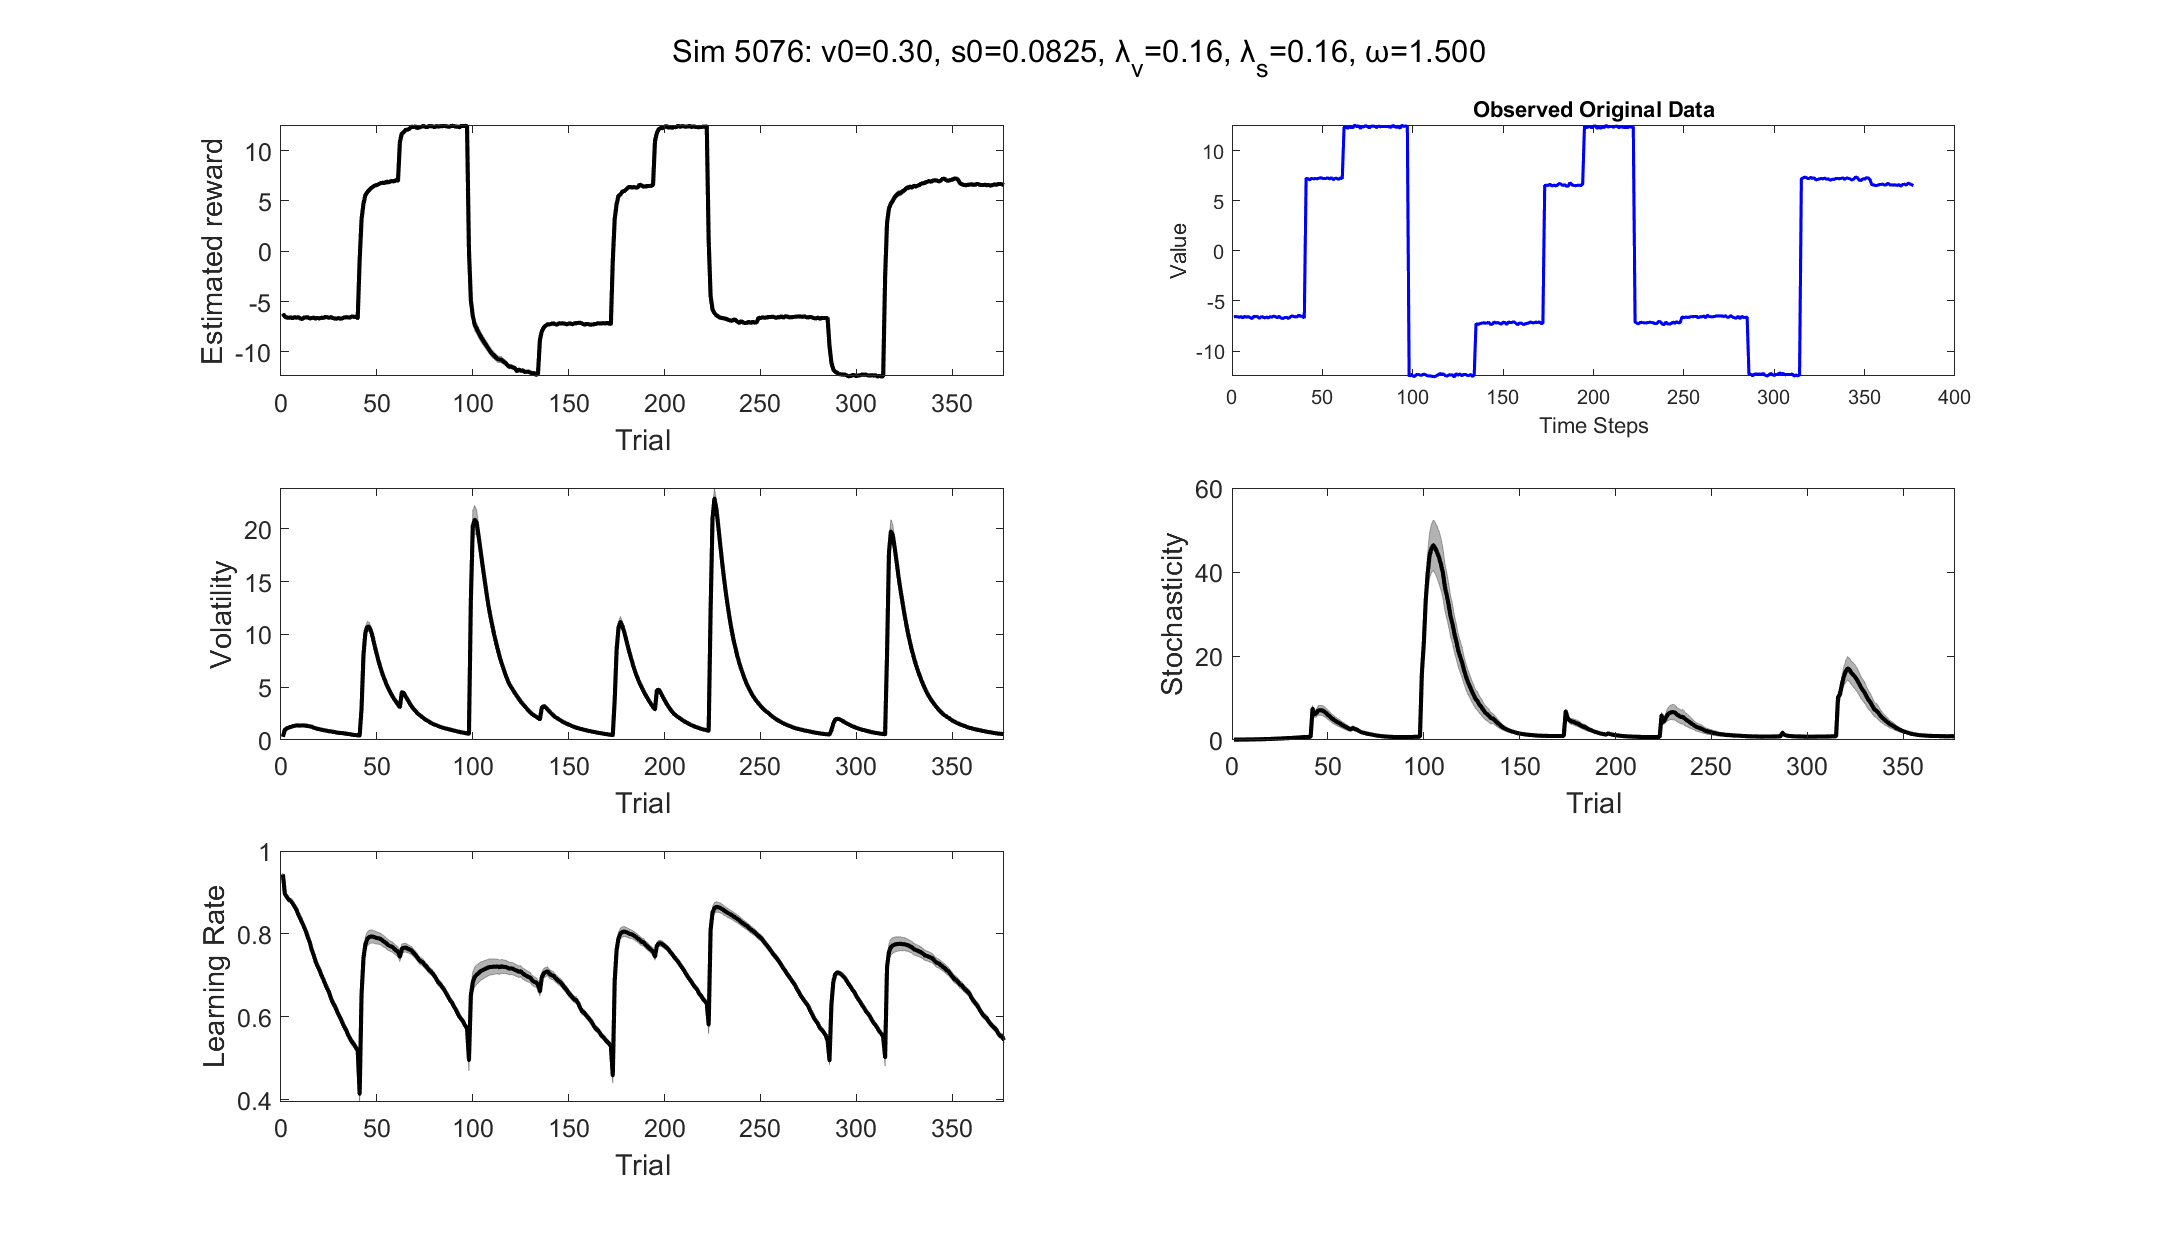 Sim 5076: v0=0.30, s0=0.0825, λv=0.16, λs=0.16, ω=1.500
Estimated reward
10
5
0
-5
-10
0 50 100 150 200 250 300 350
Trial
Observed Original Data
Value
10
5
0
-5
-10
0 50 100 150 200 250 300 350 400
Time Steps
Volatility
20
15
10
5
0
0 50 100 150 200 250 300 350
Trial
Stochasticity
60
40
20
0
0 50 100 150 200 250 300 350
Trial
Learning Rate
1
0.8
0.6
0.4
0 50 100 150 200 250 300 350
Trial